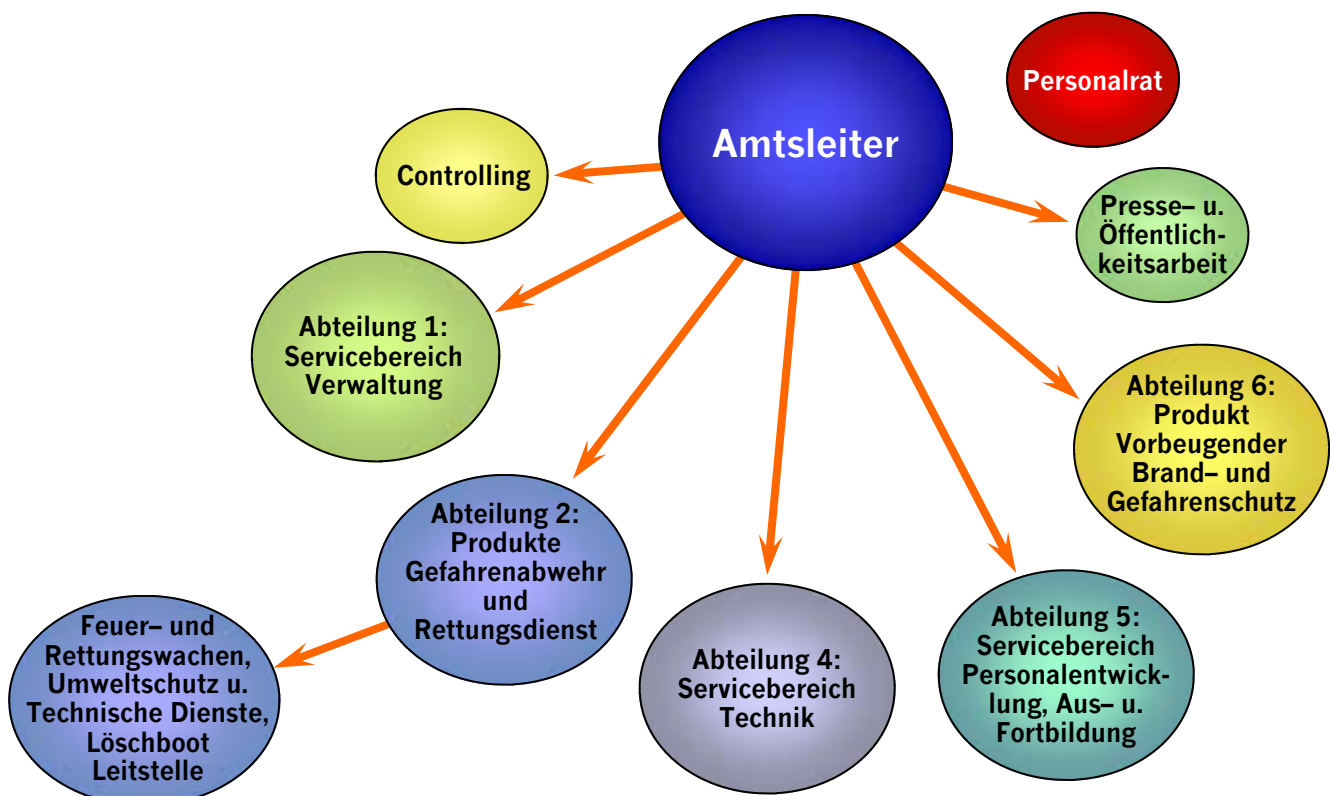 Amtsleiter
Personalrat
Controlling
Presse– u.
Öffentlich-
keitsarbeit
Abteilung 1:
Servicebereich
Verwaltung
Abteilung 6:
Produkt
Vorbeugender
Brand– und
Gefahrenschutz
Abteilung 2:
Produkte
Gefahrenabwehr
und
Rettungsdienst
Feuer– und
Rettungswachen,
Umweltschutz u.
Technische Dienste,
Löschboot
Leitstelle
Abteilung 4:
Servicebereich
Technik
Abteilung 5:
Servicebereich
Personalentwick-
lung, Aus– u.
Fortbildung